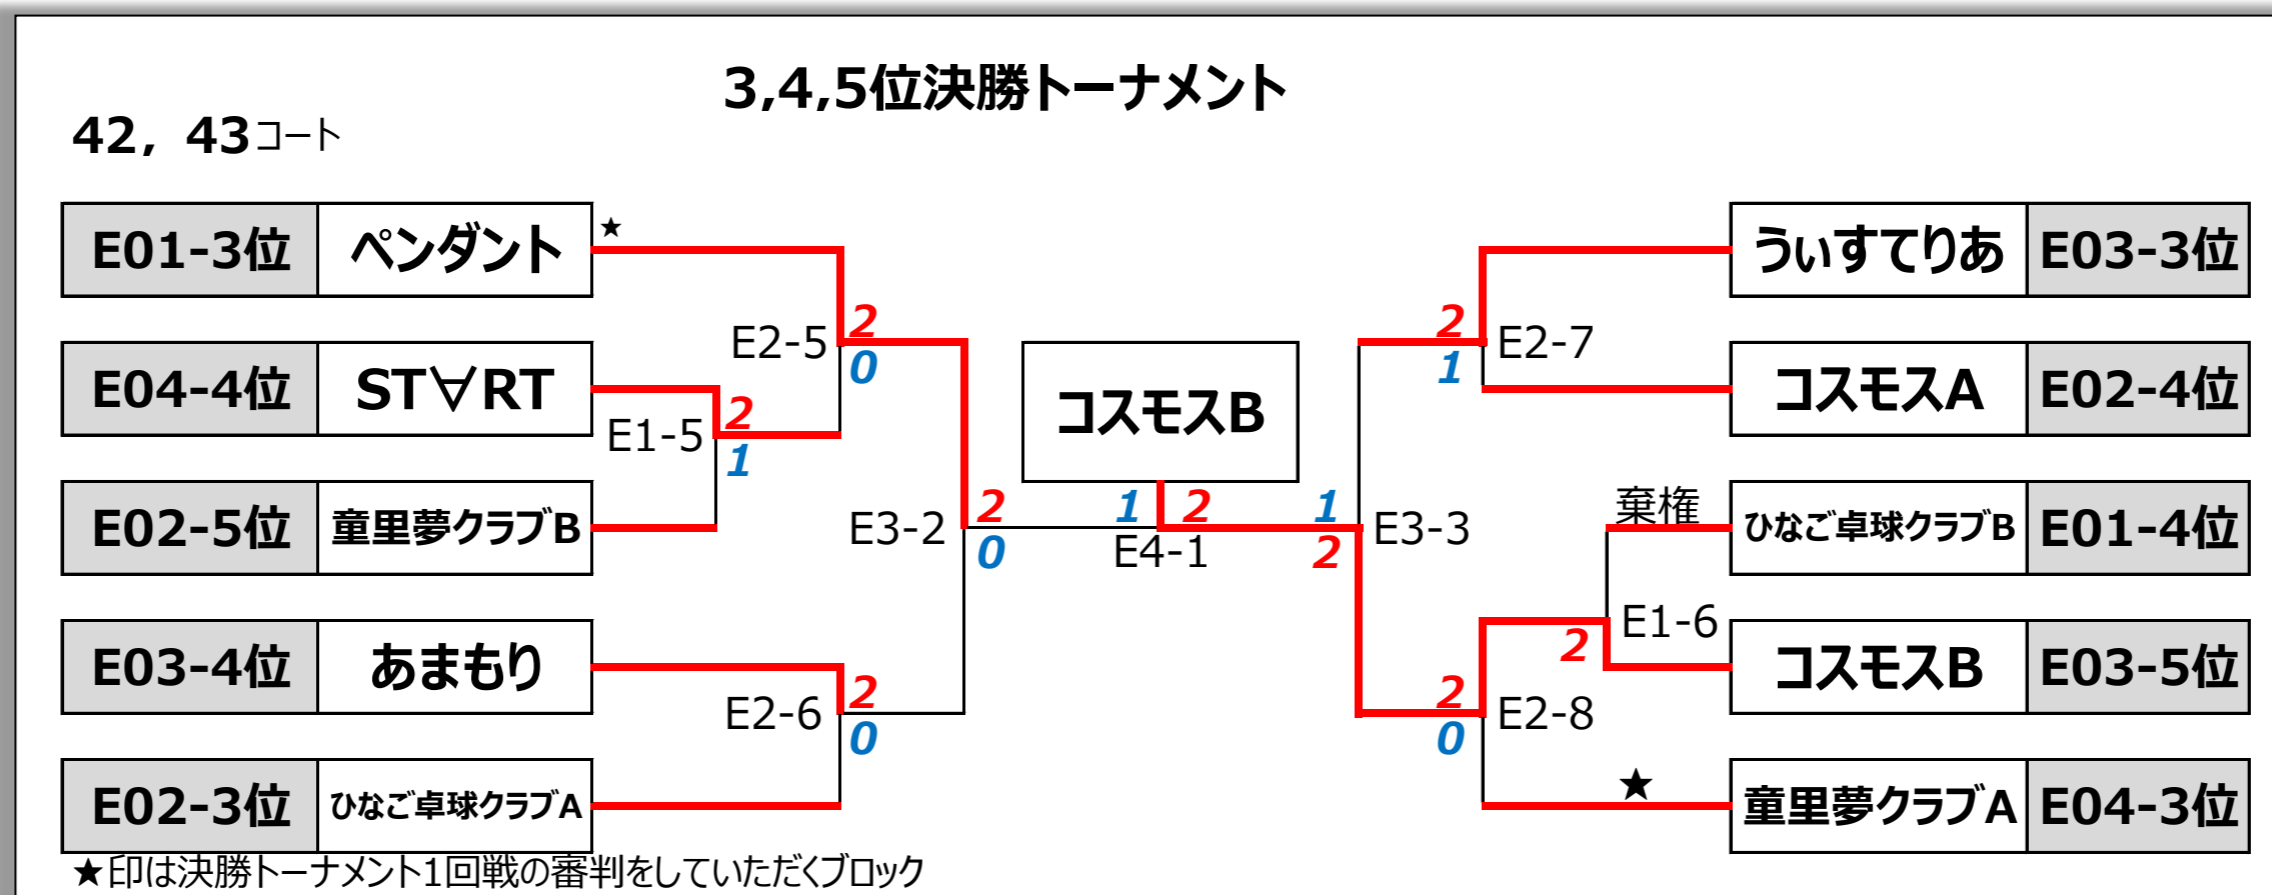 3,4,5位決勝トーナメント
42, 43コート
E01-3位 ペンダント ★
うぃすてりあ E03-3位
E2-5 2 0
2 1 E2-7
E04-4位 ST∀RT
コスモスA E02-4位
E1-5 2 1
コスモスB
E02-5位 童里夢クラブB
棄権 ひなご卓球クラブB E01-4位
E3-2 2 0
1 2 E4-1
1 2 E3-3
E03-4位 あまもり
2 E1-6
コスモスB E03-5位
E2-6 2 0
2 0 E2-8
E02-3位 ひなご卓球クラブA
★ 童里夢クラブA E04-3位
★印は決勝トーナメント1回戦の審判をしていただくブロック